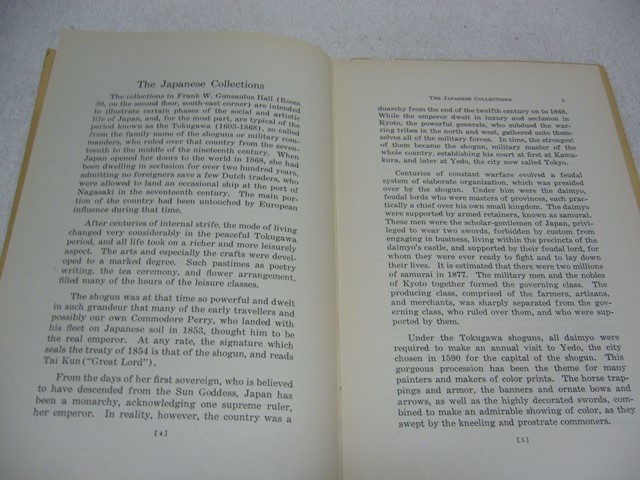 The Japanese Collections
The collections in Frank W. Gunsaulus Hall (Room
30, on the second floor, south-east corner) are intended
to illustrate certain phases of the social and artistic
life of Japan, and, for the most part, are typical of the
period known as the Tokugawa (1603-1868), so called
from the family name of the shoguns or military com-
manders, who ruled over that country from the seven-
teenth to the middle of the nineteenth century. When
Japan opened her doors to the world in 1868, she had
been dwelling in seclusion for over two hundred years,
admitting no foreigners save a few Dutch traders, who
were allowed to land an occasional ship at the port of
Nagasaki in the seventeenth century. The main por-
tion of the country had been untouched by European
influence during that time.
After centuries of internal strife, the mode of living
changed very considerably in the peaceful Tokugawa
period, and all life took on a richer and more leisurely
aspect. The arts and especially the crafts were devel-
oped to a marked degree. Such pastimes as poetry
writing, the tea ceremony, and flower arrangement,
filled many of the hours of the leisure classes.
The shogun was at that time so powerful and dwelt
in such grandeur that many of the early travellers and
possibly our own Commodore Perry, who landed with
his fleet on Japanese soil in 1853, thought him to be
the real emperor. At any rate, the signature which
seals the treaty of 1854 is that of the shogun, and reads
Tai Kun ("Great Lord").
From the days of her first sovereign, who is believed
to have descended from the Sun Goddess, Japan has
been a monarchy, acknowledging one supreme ruler,
her emperor. In reality, however, the country was a
[4]
The Japanese Collections 5
duarchy from the end of the twelfth century on to 1868.
While the emperor dwelt in luxury and seclusion in
Kyoto, the powerful generals, who subdued the war-
ring tribes in the north and west, gathered unto them-
selves all of the military forces. In time, the strongest
of them became the shogun, military master of the
whole country, establishing his court at first at Kama-
kura, and later at Yedo, the city now called Tokyo.
Centuries of constant warfare evolved a feudal
system of elaborate organization, which was presided
over by the shogun. Under him were the daimyo,
feudal lords who were masters of provinces, each prac-
tically a chief over his own small kingdom. The daimyo
were supported by armed retainers, known as samurai.
These men were the scholar-gentlemen of Japan, privi-
leged to wear two swords, forbidden by custom from
engaging in business, living within the precincts of the
daimyo's castle, and supported by their feudal lord, for
whom they were ever ready to fight and to lay down
their lives. It is estimated that there were two millions
of samurai in 1877. The military men and the nobles
of Kyoto together formed the governing class. The
producing class, comprised of the farmers, artisans,
and merchants, was sharply separated from the gov-
erning class, who ruled over them, and who were sup-
ported by them.
Under the Tokugawa shoguns, all daimyo were
required to make an annual visit to Yedo, the city
chosen in 1590 for the capital of the shogun. This
gorgeous procession has been the theme for many
painters and makers of color prints. The horse trap-
pings and armor, the banners and ornate bows and
arrows, as well as the highly decorated swords, com-
bined to make an admirable showing of color, as they
swept by the kneeling and prostrate commoners.
[5]